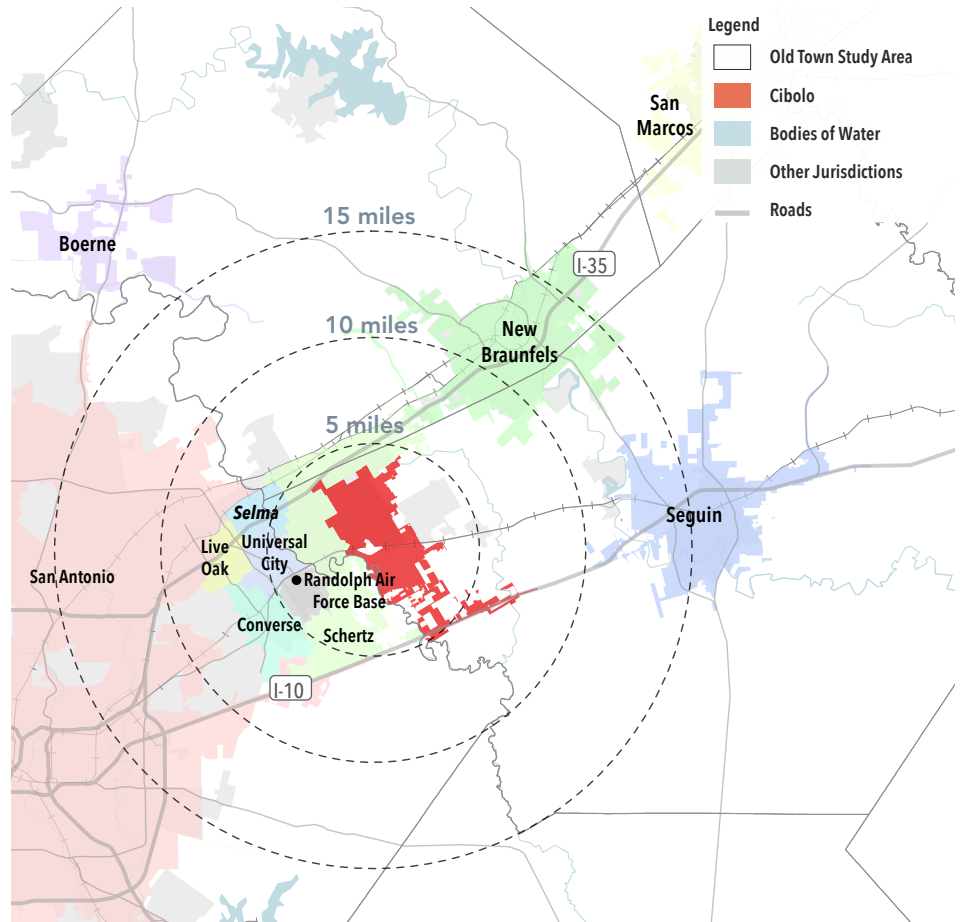 Legend
Old Town Study Area
Cibolo
Bodies of Water
Other Jurisdictions
Roads
San
Marcos
15 miles
Boerne
I-35
10 miles
New
Braunfels
5 miles
Selma
Seguin
Live
Oak
Universal
City
San Antonio
Randolph Air
Force Base
Converse
Schertz
I-10